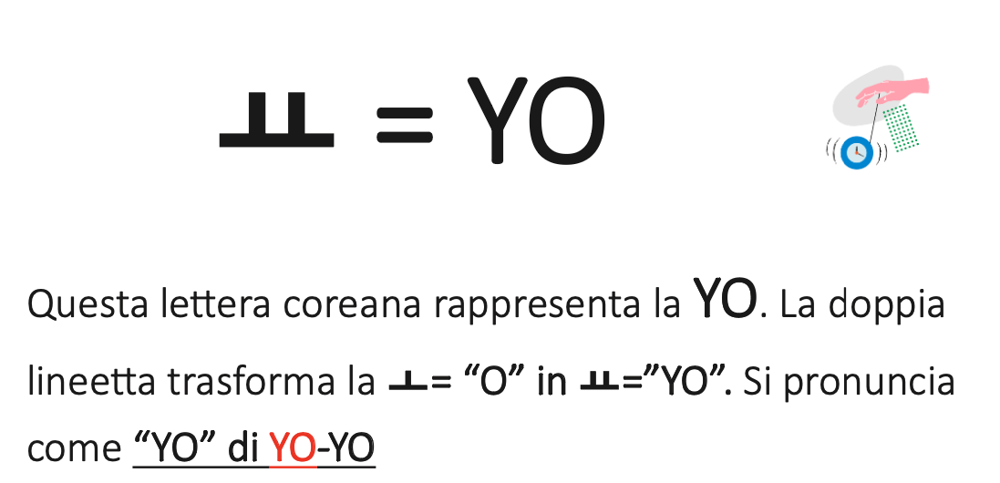 ㅛ = YO
Questa lettera coreana rappresenta la YO. La doppia
lineetta trasforma la ㅗ= “O” in ㅛ=”YO”. Si pronuncia
come “YO” di YO-YO